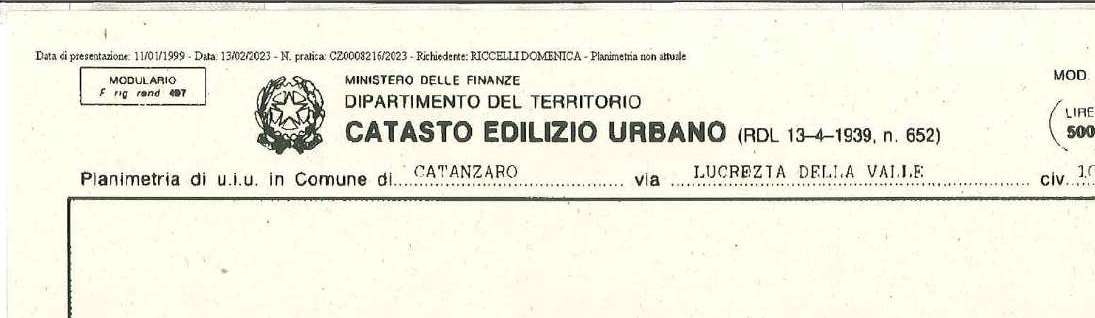 Data di presentazione: 11/01/1999 - Data: 13/02/2023 - N. pratica: CZ0008216/2023 - Richiedente: RICCELLI DOMENICA - Planimetria non attuale
MODULARIO
F rig rend 497
MINISTERO DELLE FINANZE
DIPARTIMENTO DEL TERRITORIO
CATASTO EDILIZIO URBANO (RDL 13-4-1939, n. 652)
MOD.
LIRE
500
Planimetria di u.i.u. in Comune di CATANZARO via LUCREZIA DELLA VALLE civ.